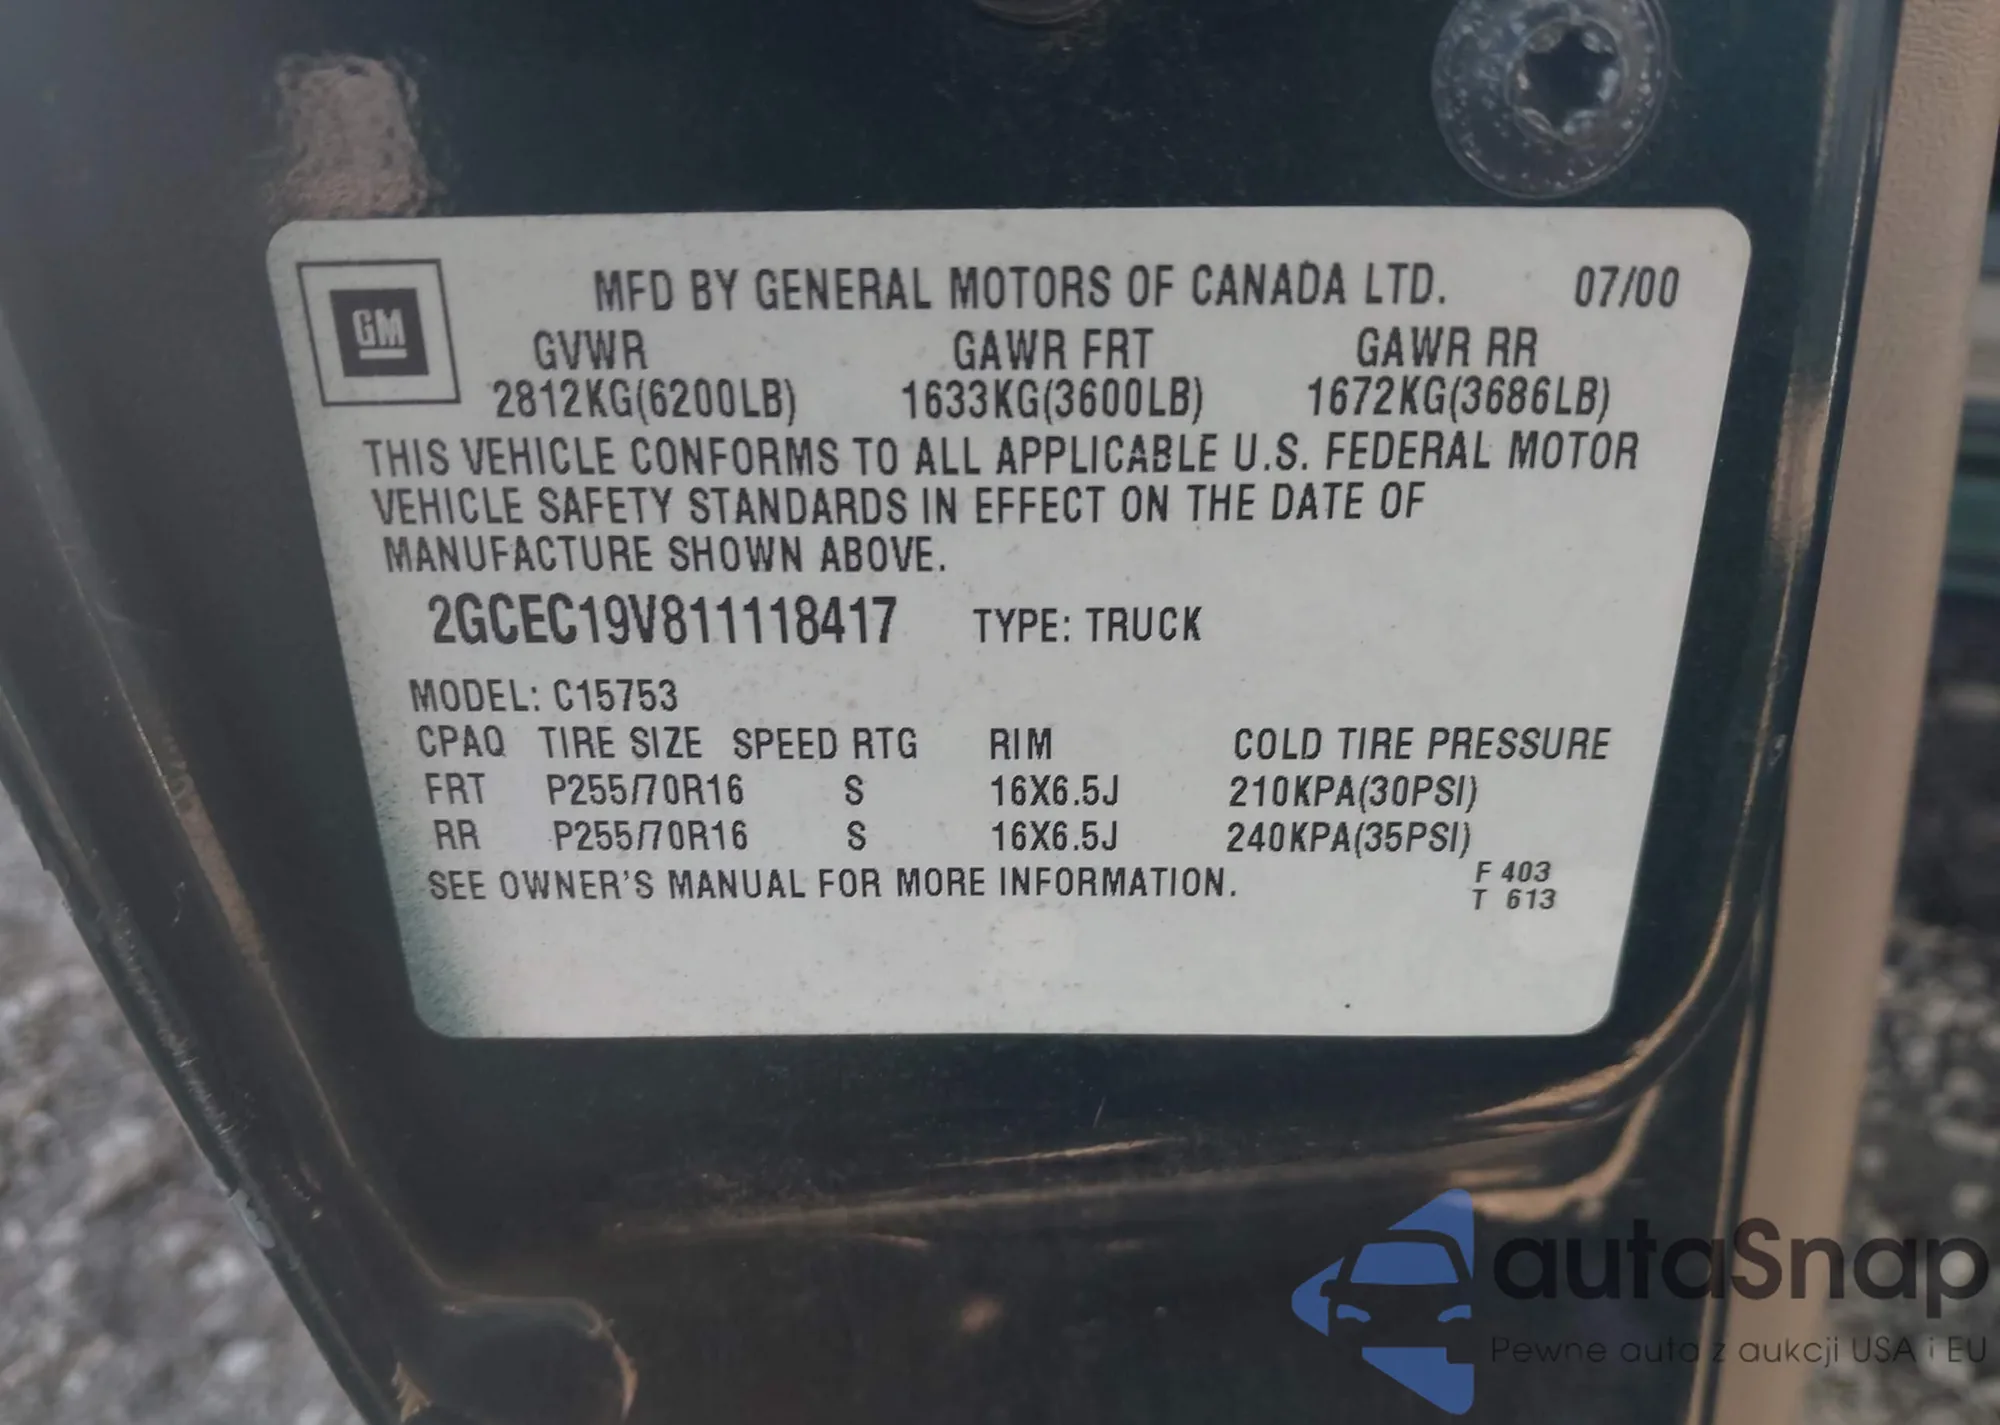 GM
MFD BY GENERAL MOTORS OF CANADA LTD. 07/00
GVWR GAWR FRT GAWR RR
2812KG(6200LB) 1633KG(3600LB) 1672KG(3686LB)
THIS VEHICLE CONFORMS TO ALL APPLICABLE U.S. FEDERAL MOTOR
VEHICLE SAFETY STANDARDS IN EFFECT ON THE DATE OF
MANUFACTURE SHOWN ABOVE.
2GCEC19V811118417 TYPE: TRUCK
MODEL: C15753
CPAQ TIRE SIZE SPEED RTG RIM COLD TIRE PRESSURE
FRT P255/70R16 S 16X6.5J 210KPA(30PSI)
RR P255/70R16 S 16X6.5J 240KPA(35PSI)
SEE OWNER'S MANUAL FOR MORE INFORMATION.
F 403
T 613
autaSnap
Pewne auta z aukcji USA i EU